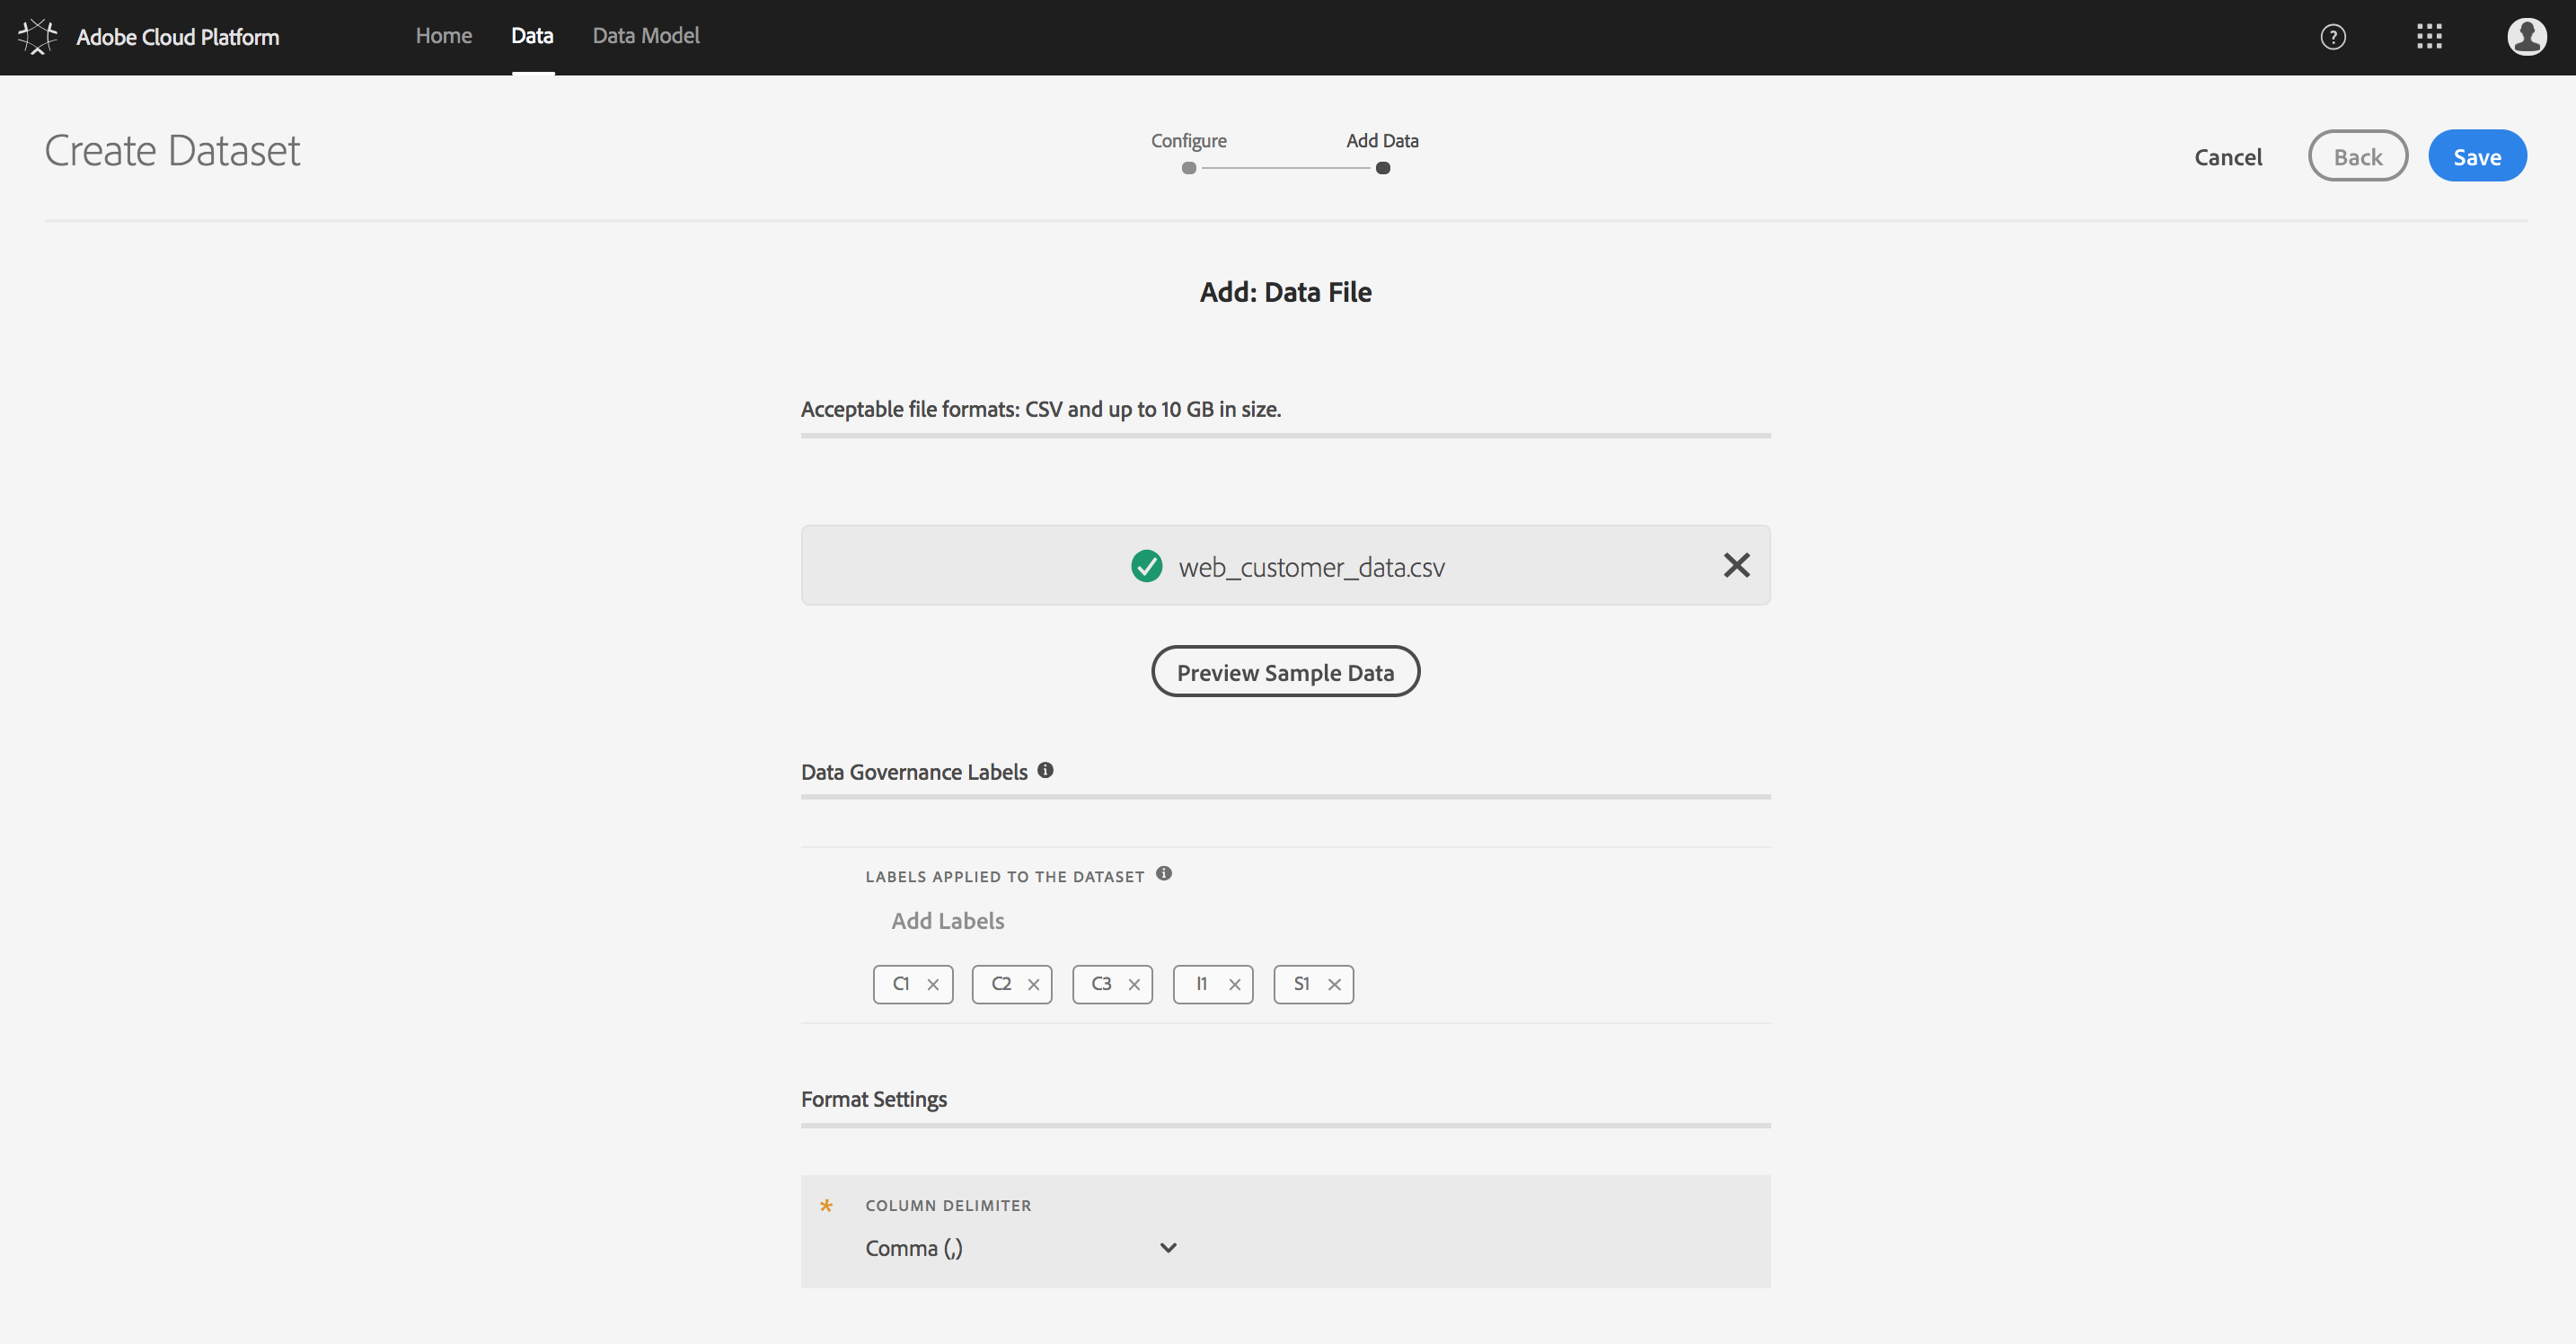 Adobe Cloud Platform
Home Data Data Model
?
Create Dataset
Configure Add Data
Cancel Back Save
Add: Data File
Acceptable file formats: CSV and up to 10 GB in size.
web_customer_data.csv
Preview Sample Data
Data Governance Labels
LABELS APPLIED TO THE DATASET
Add Labels
C1 C2 C3 I1 S1
Format Settings
* COLUMN DELIMITER
Comma (,)